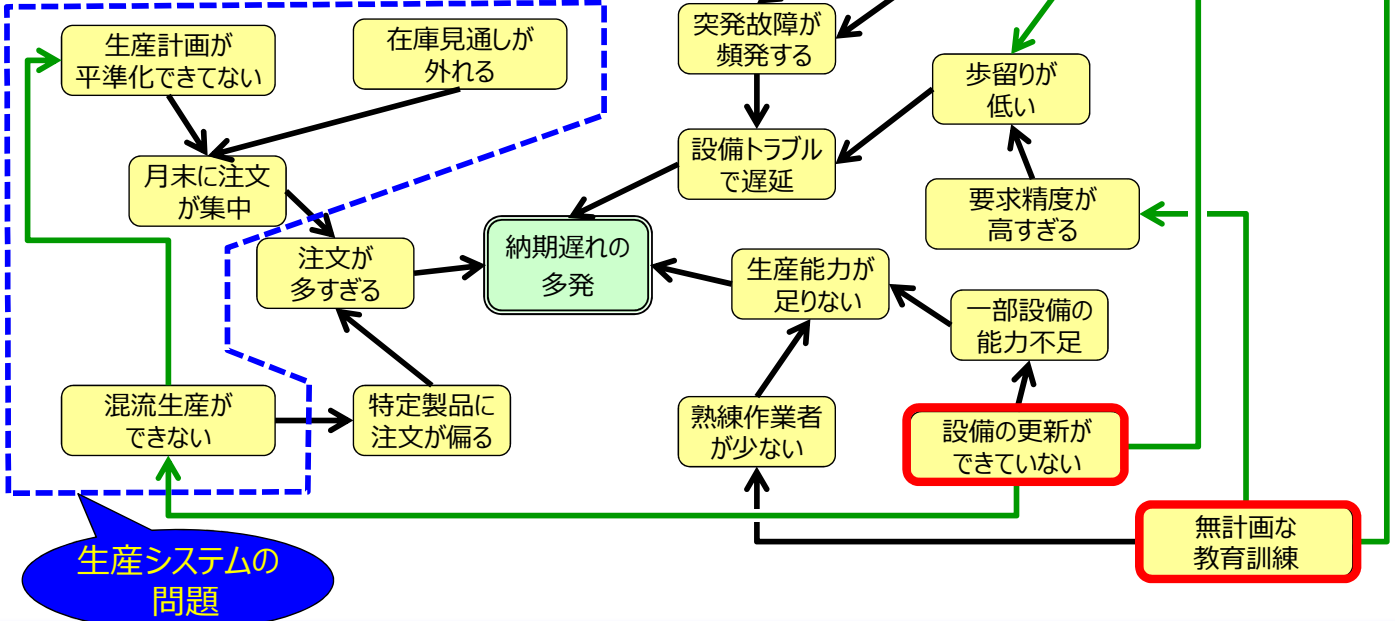 生産計画が
平準化できてない
在庫見通しが
外れる
突発故障が
頻発する
歩留りが
低い
月末に注文
が集中
設備トラブル
で遅延
要求精度が
高すぎる
注文が
多すぎる
納期遅れの
多発
生産能力が
足りない
一部設備の
能力不足
混流生産が
できない
特定製品に
注文が偏る
熟練作業者
が少ない
設備の更新が
できていない
無計画な
教育訓練
生産システムの
問題